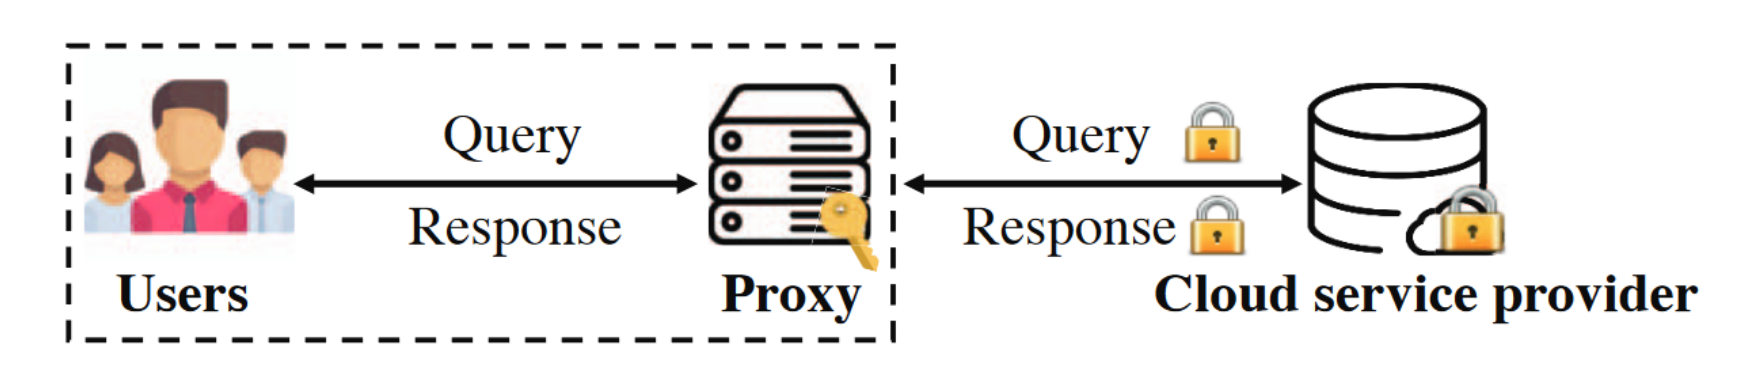 Query
Response
Users
Proxy
Query
Response
Cloud service provider